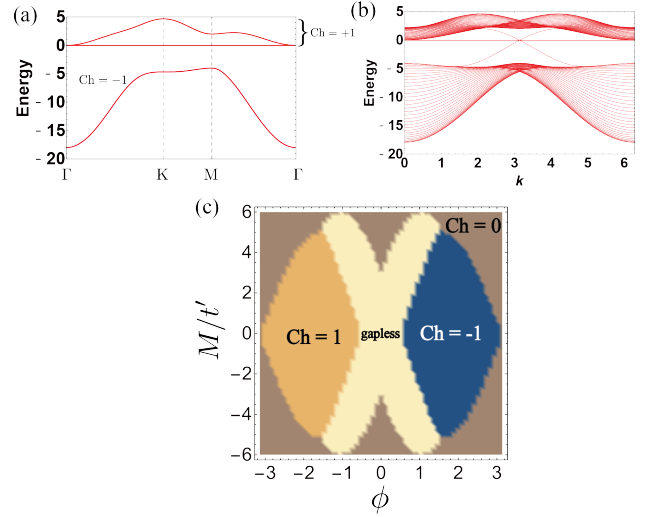 (a)
Energy
5
0
- 5
- 10
- 15
- 20
Ch = −1
Ch = +1
Γ
K
M
Γ
(b)
Energy
5
0
- 5
- 10
- 15
- 20
0
1
2
3
4
5
6
k
(c)
M/t′
6
4
2
0
−2
−4
−6
Ch = 0
Ch = 1
gapless
Ch = -1
−3
−2
−1
0
1
2
3
ϕ